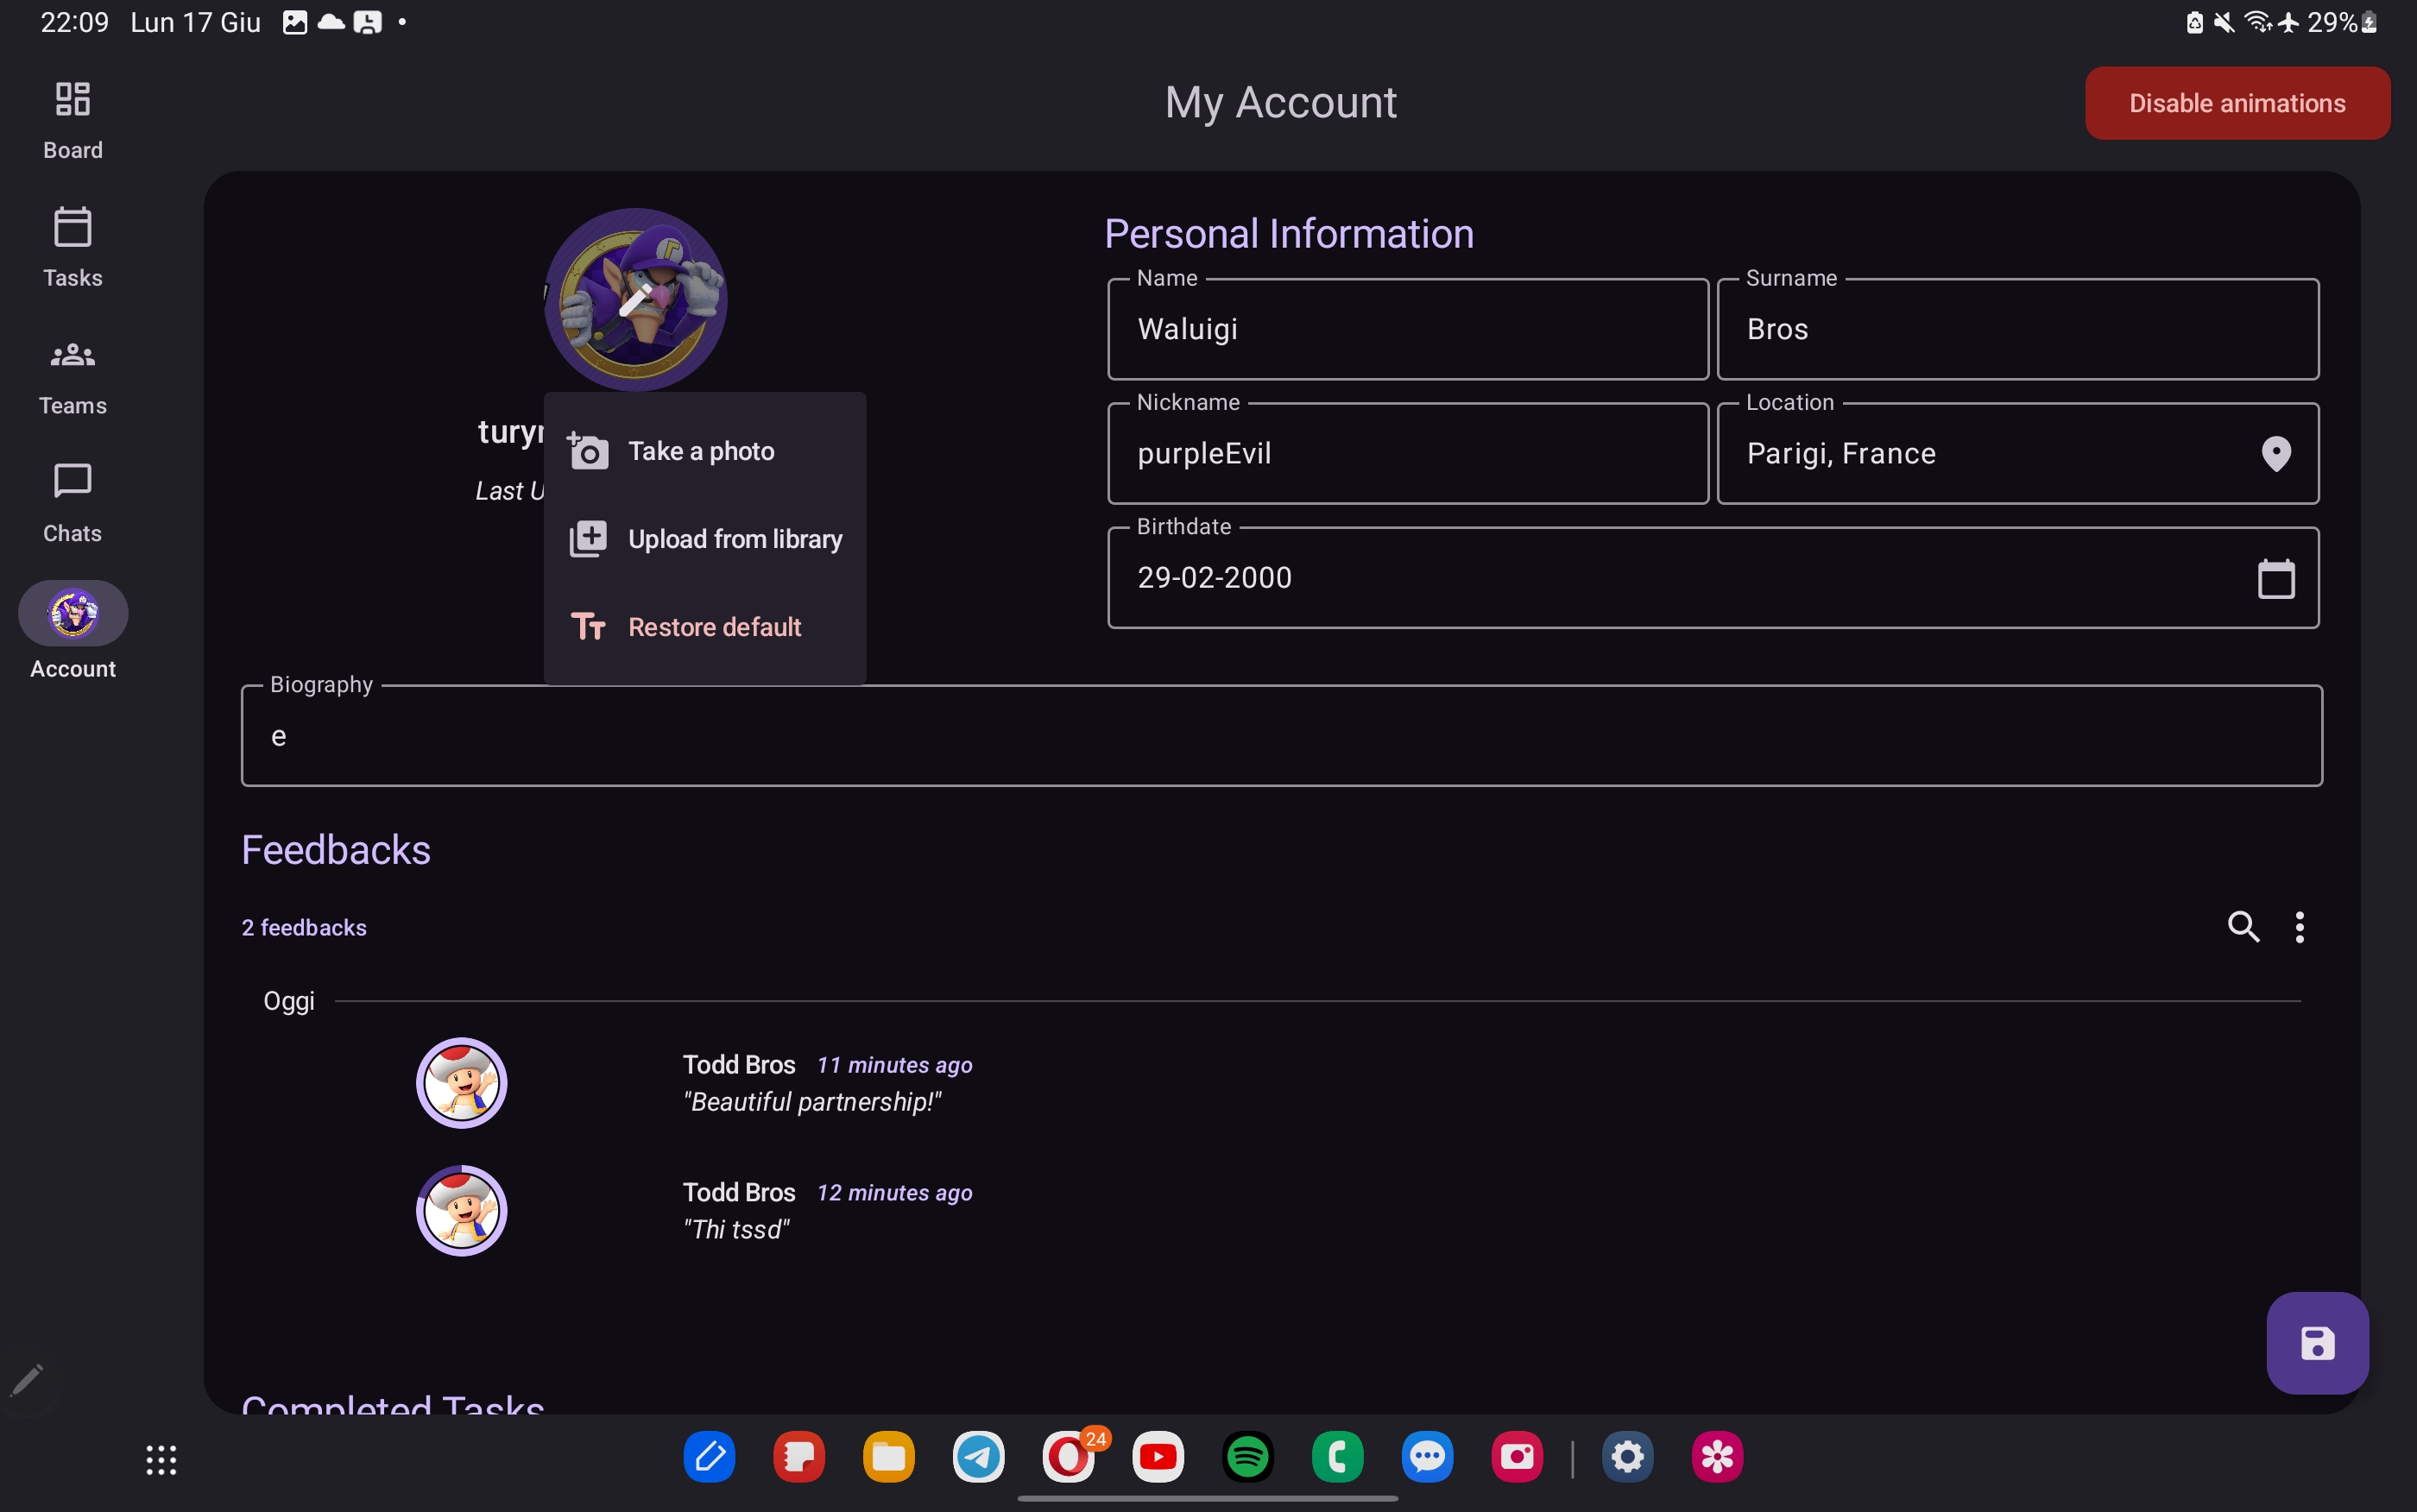 22:09 Lun 17 Giu
29%
My Account
Disable animations
Board
Tasks
Teams
Chats
Account
Last U
Take a photo
Upload from library
Restore default
Personal Information
Name
Waluigi
Surname
Bros
Nickname
purpleEvil
Location
Parigi, France
Birthdate
29-02-2000
Biography
e
Feedbacks
2 feedbacks
Oggi
Todd Bros 11 minutes ago
"Beautiful partnership!"
Todd Bros 12 minutes ago
"Thi tssd"
Completed Tasks
24